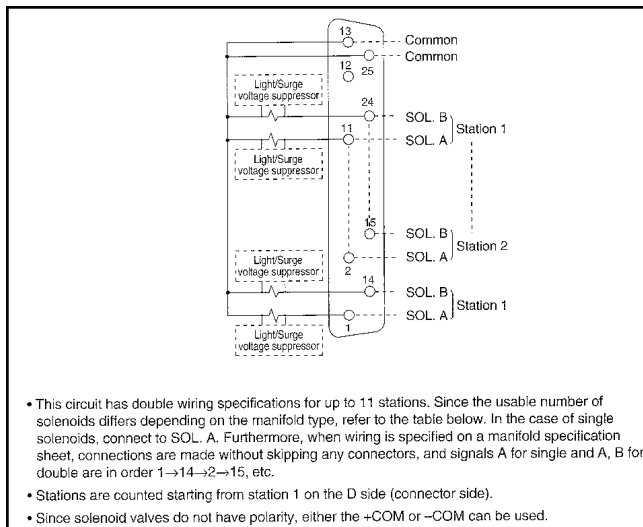 13
Common
Common
12
25
Light/Surge
voltage suppressor
24
SOL. B
Station 1
11
SOL. A
Light/Surge
voltage suppressor
15
SOL. B
Station 2
Light/Surge
voltage suppressor
SOL. A
2
14
SOL. B
Station 1
SOL. A
1
Light/Surge
voltage suppressor
• This circuit has double wiring specifications for up to 11 stations. Since the usable number of
solenoids differs depending on the manifold type, refer to the table below. In the case of single
solenoids, connect to SOL. A. Furthermore, when wiring is specified on a manifold specification
sheet, connections are made without skipping any connectors, and signals A for single and A, B for
double are in order 1→14→2→15, etc.
• Stations are counted starting from station 1 on the D side (connector side).
• Since solenoid valves do not have polarity, either the +COM or –COM can be used.